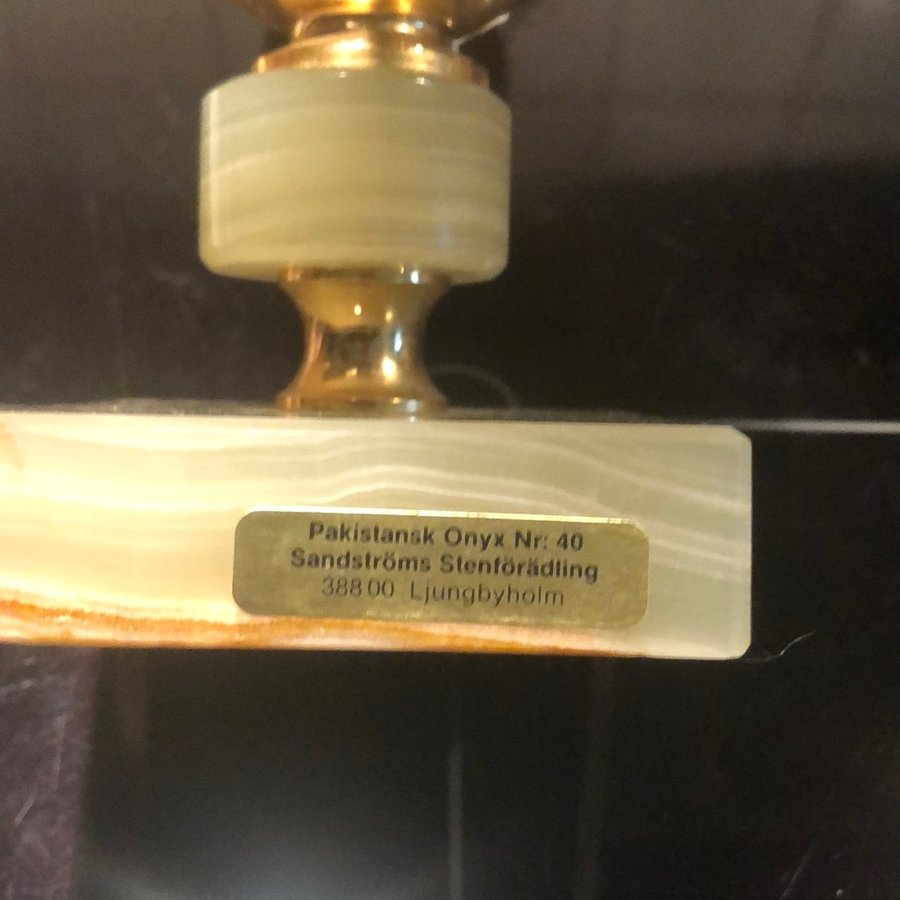 Pakistansk Onyx Nr: 40
Sandströms Stenförädling
388 00 Ljungbyholm